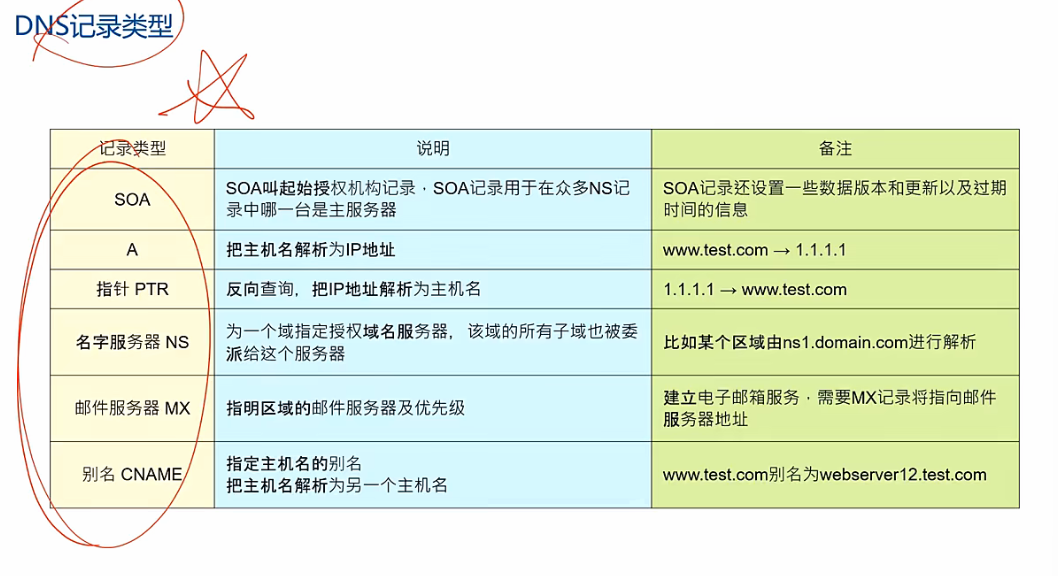 DNS记录类型
记录类型
说明
备注
SOA
SOA叫起始授权机构记录，SOA记录用于在众多NS记
录中哪一台是主服务器
SOA记录还设置一些数据版本和更新以及过期
时间的信息
A
把主机名解析为IP地址
www.test.com → 1.1.1.1
指针 PTR
反向查询，把IP地址解析为主机名
1.1.1.1 → www.test.com
名字服务器 NS
为一个域指定授权域名服务器，该域的所有子域也被委
派给这个服务器
比如某个区域由ns1.domain.com进行解析
邮件服务器 MX
指明区域的邮件服务器及优先级
建立电子邮箱服务，需要MX记录将指向邮件
服务器地址
别名 CNAME
指定主机名的别名
把主机名解析为另一个主机名
www.test.com别名为webserver12.test.com